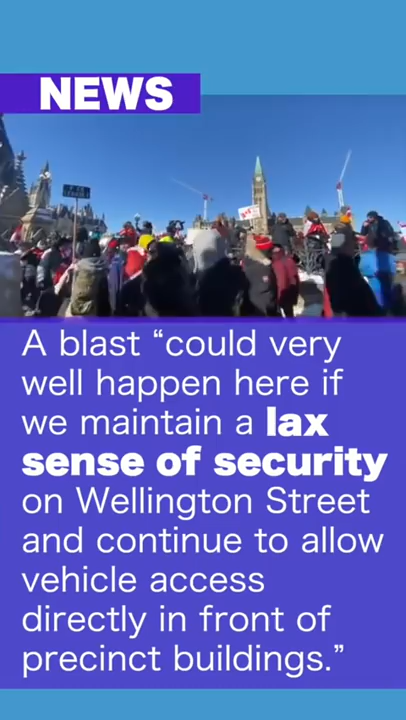 NEWS
A blast “could very
well happen here if
we maintain a lax
sense of security
on Wellington Street
and continue to allow
vehicle access
directly in front of
precinct buildings.”